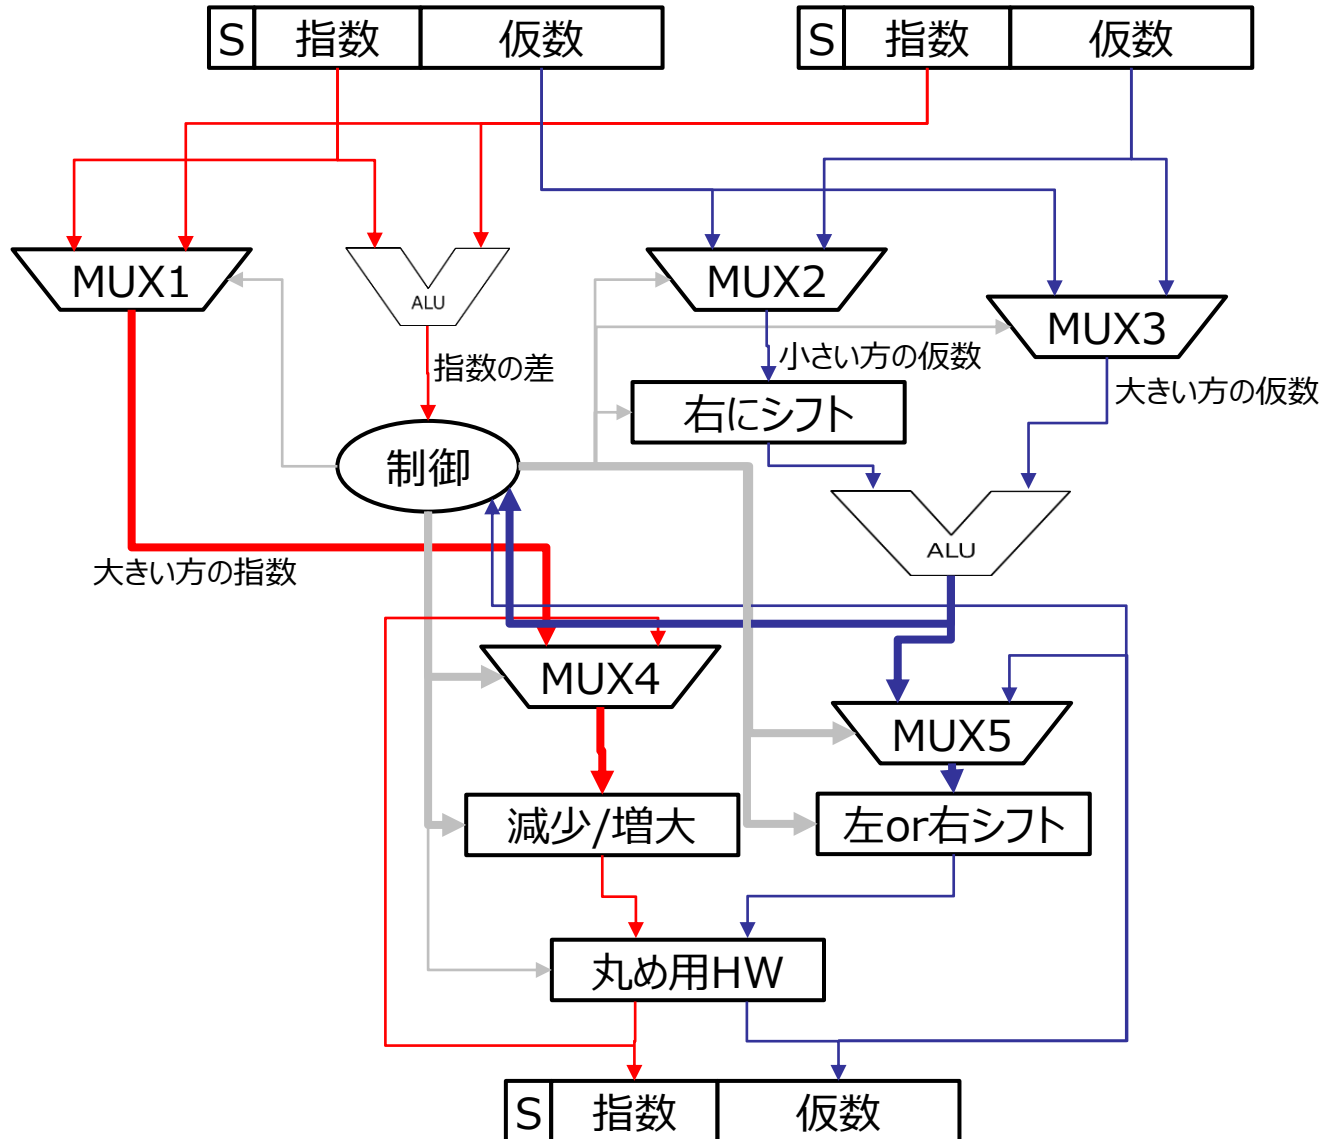 S 指数 仮数 S 指数 仮数
MUX1 ALU MUX2 MUX3
指数の差 小さい方の仮数
大きい方の仮数
右にシフト
制御
ALU
大きい方の指数
MUX4
MUX5
減少/増大 左or右シフト
丸め用HW
S 指数 仮数